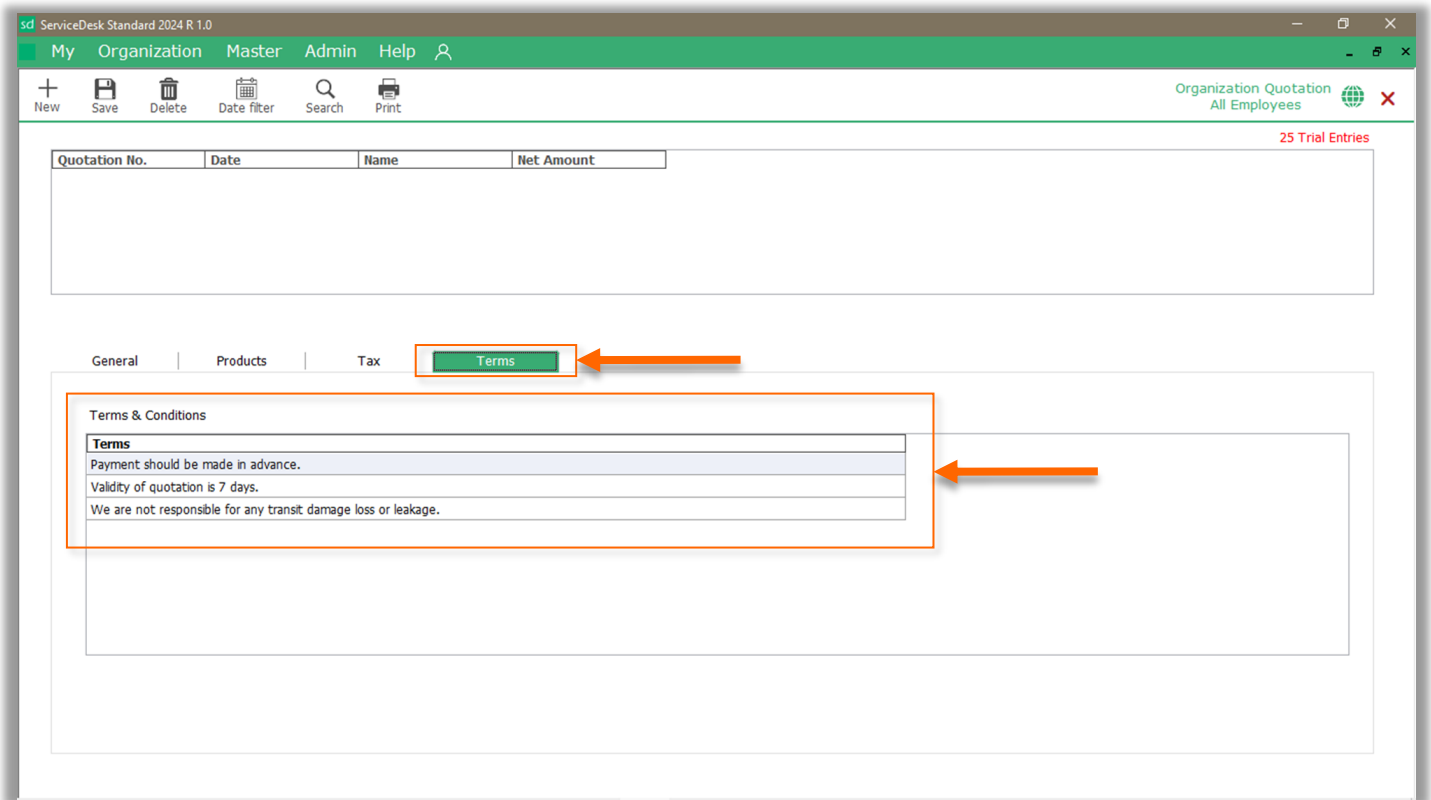 sd ServiceDesk Standard 2024 R 1.0
My Organization Master Admin Help
New Save Delete Date filter Search Print
Organization Quotation
All Employees
25 Trial Entries
Quotation No. Date Name Net Amount
General Products Tax Terms
Terms & Conditions
Terms
Payment should be made in advance.
Validity of quotation is 7 days.
We are not responsible for any transit damage loss or leakage.